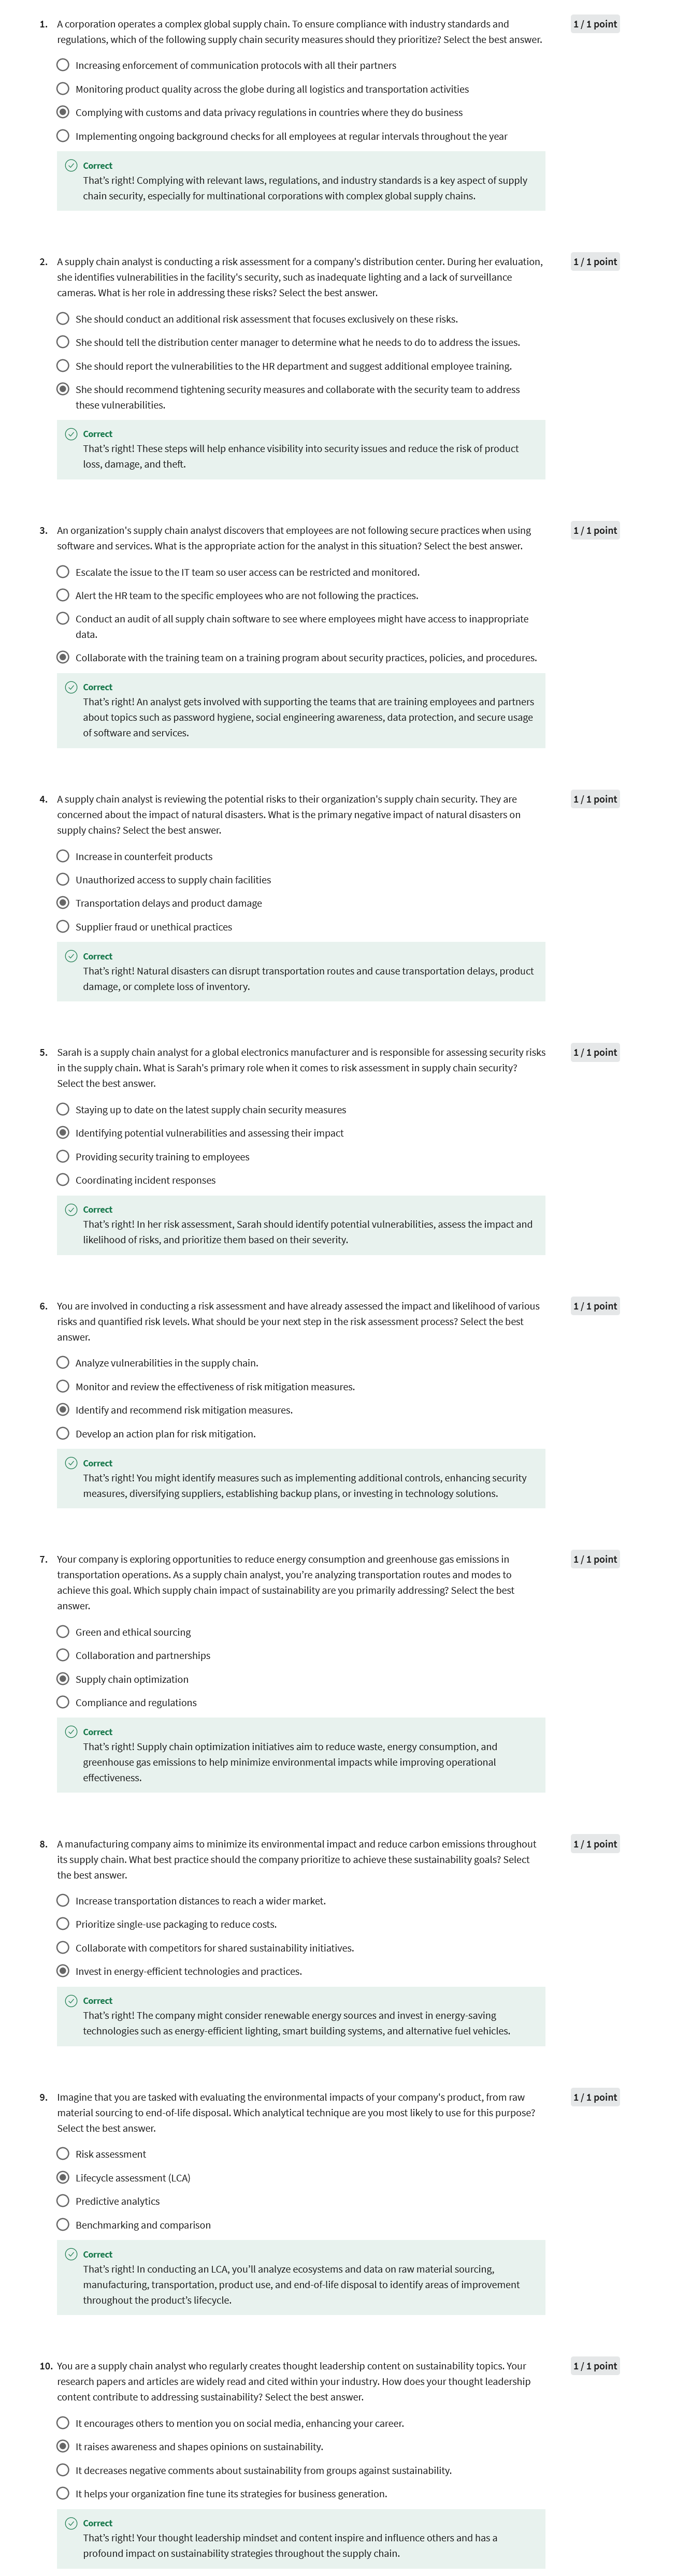 1. A corporation operates a complex global supply chain. To ensure compliance with industry standards and
regulations, which of the following supply chain security measures should they prioritize? Select the best answer.
1 / 1 point
Increasing enforcement of communication protocols with all their partners
Monitoring product quality across the globe during all logistics and transportation activities
Complying with customs and data privacy regulations in countries where they do business
Implementing ongoing background checks for all employees at regular intervals throughout the year
Correct
That's right! Complying with relevant laws, regulations, and industry standards is a key aspect of supply
chain security, especially for multinational corporations with complex global supply chains.
2. A supply chain analyst is conducting a risk assessment for a company's distribution center. During her evaluation,
she identifies vulnerabilities in the facility's security, such as inadequate lighting and a lack of surveillance
cameras. What is her role in addressing these risks? Select the best answer.
1 / 1 point
She should conduct an additional risk assessment that focuses exclusively on these risks.
She should tell the distribution center manager to determine what he needs to do to address the issues.
She should report the vulnerabilities to the HR department and suggest additional employee training.
She should recommend tightening security measures and collaborate with the security team to address
these vulnerabilities.
Correct
That's right! These steps will help enhance visibility into security issues and reduce the risk of product
loss, damage, and theft.
3. An organization's supply chain analyst discovers that employees are not following secure practices when using
software and services. What is the appropriate action for the analyst in this situation? Select the best answer.
1 / 1 point
Escalate the issue to the IT team so user access can be restricted and monitored.
Alert the HR team to the specific employees who are not following the practices.
Conduct an audit of all supply chain software to see where employees might have access to inappropriate
data.
Collaborate with the training team on a training program about security practices, policies, and procedures.
Correct
That's right! An analyst gets involved with supporting the teams that are training employees and partners
about topics such as password hygiene, social engineering awareness, data protection, and secure usage
of software and services.
4. A supply chain analyst is reviewing the potential risks to their organization's supply chain security. They are
concerned about the impact of natural disasters. What is the primary negative impact of natural disasters on
supply chains? Select the best answer.
1 / 1 point
Increase in counterfeit products
Unauthorized access to supply chain facilities
Transportation delays and product damage
Supplier fraud or unethical practices
Correct
That's right! Natural disasters can disrupt transportation routes and cause transportation delays, product
damage, or complete loss of inventory.
5. Sarah is a supply chain analyst for a global electronics manufacturer and is responsible for assessing security risks
in the supply chain. What is Sarah's primary role when it comes to risk assessment in supply chain security?
Select the best answer.
1 / 1 point
Staying up to date on the latest supply chain security measures
Identifying potential vulnerabilities and assessing their impact
Providing security training to employees
Coordinating incident responses
Correct
That's right! In her risk assessment, Sarah should identify potential vulnerabilities, assess the impact and
likelihood of risks, and prioritize them based on their severity.
6. You are involved in conducting a risk assessment and have already assessed the impact and likelihood of various
risks and quantified risk levels. What should be your next step in the risk assessment process? Select the best
answer.
1 / 1 point
Analyze vulnerabilities in the supply chain.
Monitor and review the effectiveness of risk mitigation measures.
Identify and recommend risk mitigation measures.
Develop an action plan for risk mitigation.
Correct
That's right! You might identify measures such as implementing additional controls, enhancing security
measures, diversifying suppliers, establishing backup plans, or investing in technology solutions.
7. Your company is exploring opportunities to reduce energy consumption and greenhouse gas emissions in
transportation operations. As a supply chain analyst, you're analyzing transportation routes and modes to
achieve this goal. Which supply chain impact of sustainability are you primarily addressing? Select the best
answer.
1 / 1 point
Green and ethical sourcing
Collaboration and partnerships
Supply chain optimization
Compliance and regulations
Correct
That's right! Supply chain optimization initiatives aim to reduce waste, energy consumption, and
greenhouse gas emissions to help minimize environmental impacts while improving operational
effectiveness.
8. A manufacturing company aims to minimize its environmental impact and reduce carbon emissions throughout
its supply chain. What best practice should the company prioritize to achieve these sustainability goals? Select
the best answer.
1 / 1 point
Increase transportation distances to reach a wider market.
Prioritize single-use packaging to reduce costs.
Collaborate with competitors for shared sustainability initiatives.
Invest in energy-efficient technologies and practices.
Correct
That's right! The company might consider renewable energy sources and invest in energy-saving
technologies such as energy-efficient lighting, smart building systems, and alternative fuel vehicles.
9. Imagine that you are tasked with evaluating the environmental impacts of your company's product, from raw
material sourcing to end-of-life disposal. Which analytical technique are you most likely to use for this purpose?
Select the best answer.
1 / 1 point
Risk assessment
Lifecycle assessment (LCA)
Predictive analytics
Benchmarking and comparison
Correct
That's right! In conducting an LCA, you'll analyze ecosystems and data on raw material sourcing,
manufacturing, transportation, product use, and end-of-life disposal to identify areas of improvement
throughout the product's lifecycle.
10. You are a supply chain analyst who regularly creates thought leadership content on sustainability topics. Your
research papers and articles are widely read and cited within your industry. How does your thought leadership
content contribute to addressing sustainability? Select the best answer.
1 / 1 point
It encourages others to mention you on social media, enhancing your career.
It raises awareness and shapes opinions on sustainability.
It decreases negative comments about sustainability from groups against sustainability.
It helps your organization fine tune its strategies for business generation.
Correct
That's right! Your thought leadership mindset and content inspire and influence others and has a
profound impact on sustainability strategies throughout the supply chain.